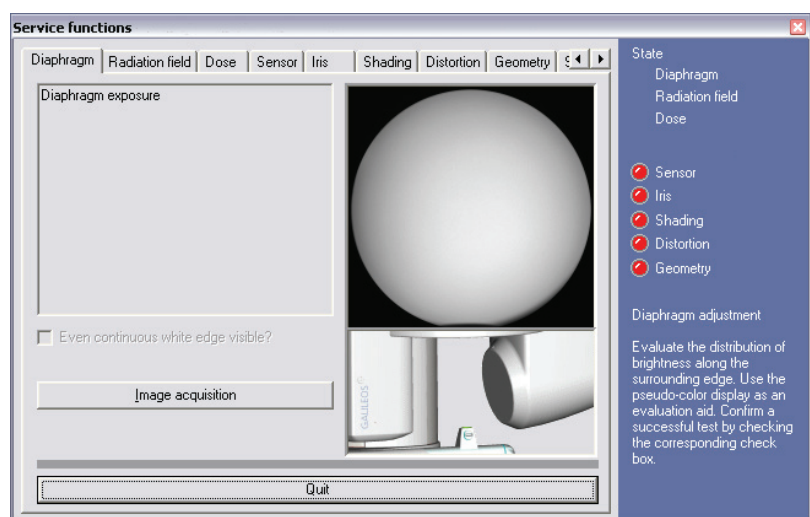 Service functions
Diaphragm Radiation field Dose Sensor Iris Shading Distortion Geometry
Diaphragm exposure
Even continuous white edge visible?
Image acquisition
GALILEOS
Quit
State
Diaphragm
Radiation field
Dose
Sensor
Iris
Shading
Distortion
Geometry
Diaphragm adjustment
Evaluate the distribution of
brightness along the
surrounding edge. Use the
pseudo-color display as an
evaluation aid. Confirm a
successful test by checking
the corresponding check
box.